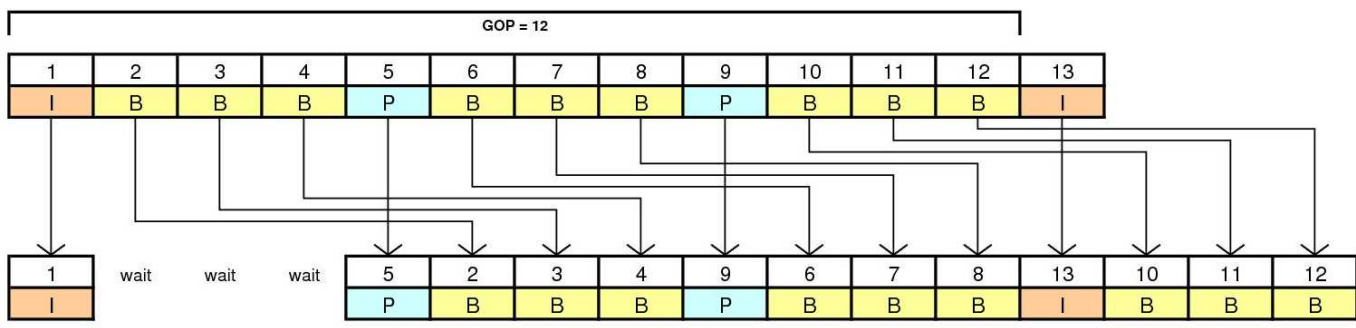 GOP = 12
1 2 3 4 5 6 7 8 9 10 11 12 13
I B B B P B B B P B B B I
1 wait wait wait 5 2 3 4 9 6 7 8 13 10 11 12
I P B B B P B B B I B B B